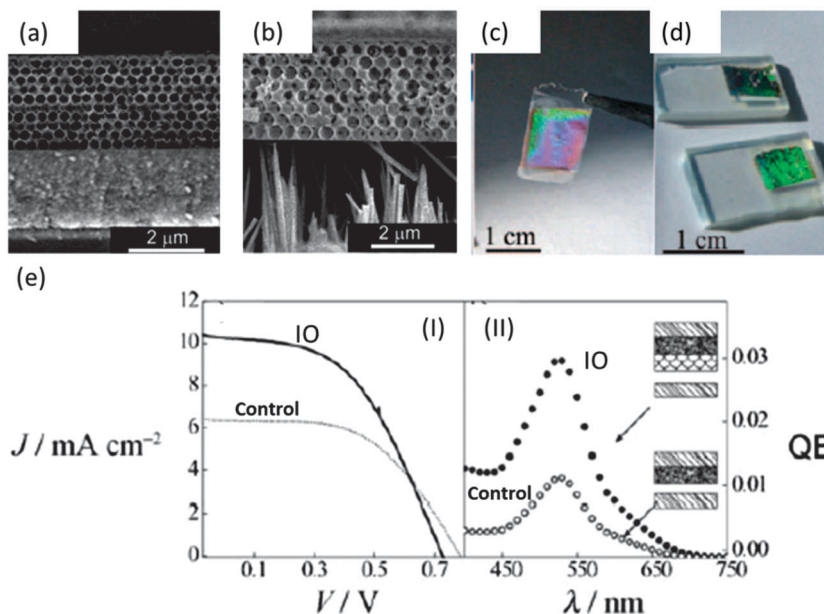 (a)
(b)
(c)
(d)
2 μm
2 μm
1 cm
1 cm
(e)
12
10
8
6
4
2
0
(I)
IO
Control
J / mA cm⁻²
0.1
0.3
0.5
0.7
V / V
(II)
IO
Control
0.03
0.02
0.01
0.00
QE
450
550
650
750
λ / nm